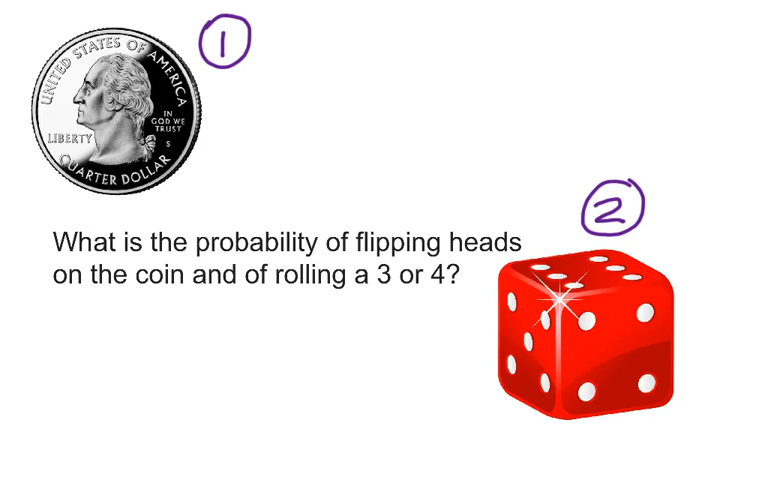 UNITED STATES OF AMERICA
1
IN
GOD WE
TRUST
LIBERTY
S
QUARTER DOLLAR
2
What is the probability of flipping heads
on the coin and of rolling a 3 or 4?